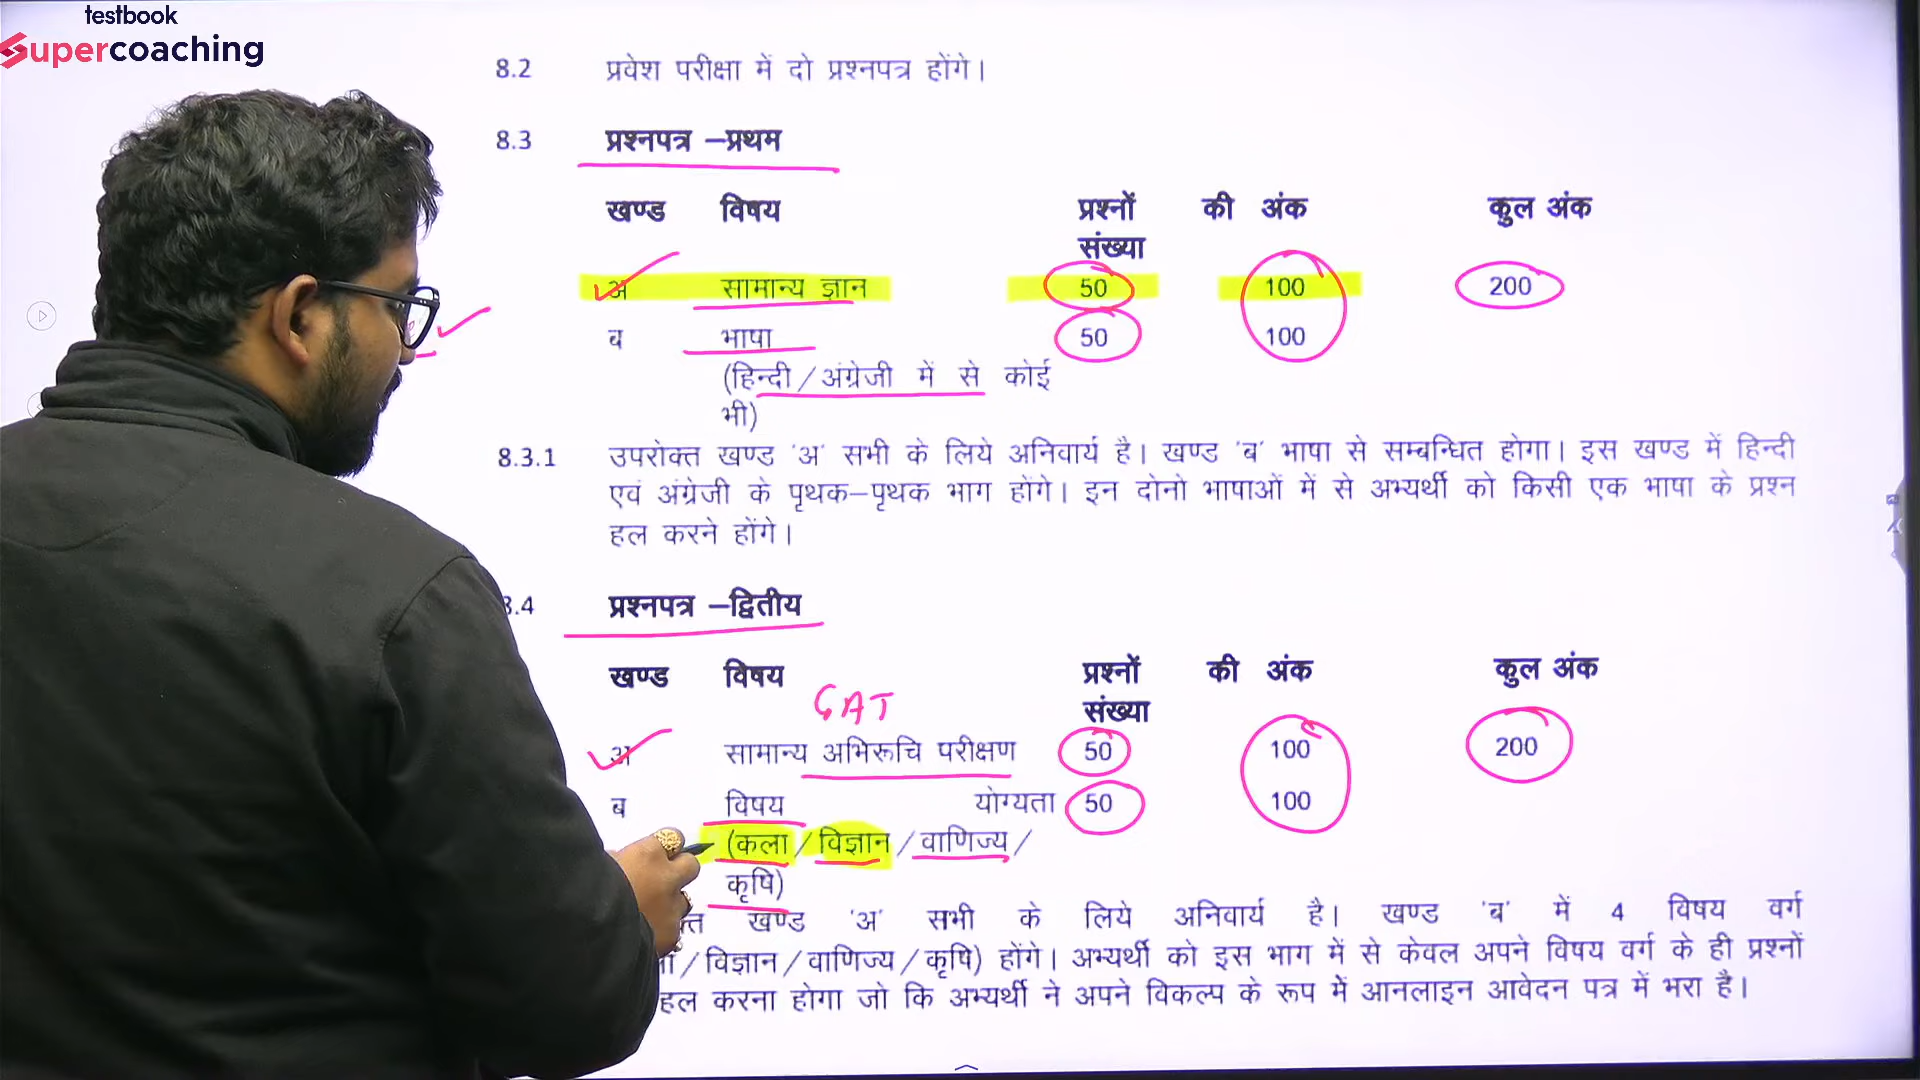 testbook
Supercoaching
8.2 प्रवेश परीक्षा में दो प्रश्नपत्र होंगे।
8.3 प्रश्नपत्र –प्रथम
खण्ड विषय प्रश्नों की अंक कुल अंक
संख्या
अ सामान्य ज्ञान 50 100 200
ब भाषा 50 100
(हिन्दी/अंग्रेजी में से कोई
भी)
8.3.1 उपरोक्त खण्ड 'अ' सभी के लिये अनिवार्य है। खण्ड 'ब' भाषा से सम्बन्धित होगा। इस खण्ड में हिन्दी
एवं अंग्रेजी के पृथक–पृथक भाग होंगे। इन दोनो भाषाओं में से अभ्यर्थी को किसी एक भाषा के प्रश्न
हल करने होंगे।
8.4 प्रश्नपत्र –द्वितीय
खण्ड विषय प्रश्नों की अंक कुल अंक
GAT संख्या
अ सामान्य अभिरूचि परीक्षण 50 100 200
ब विषय योग्यता 50 100
(कला/विज्ञान/वाणिज्य/
कृषि)
खण्ड 'अ' सभी के लिये अनिवार्य है। खण्ड 'ब' में 4 विषय वर्ग
/विज्ञान/वाणिज्य/कृषि) होंगे। अभ्यर्थी को इस भाग में से केवल अपने विषय वर्ग के ही प्रश्नों
हल करना होगा जो कि अभ्यर्थी ने अपने विकल्प के रूप में आनलाइन आवेदन पत्र में भरा है।